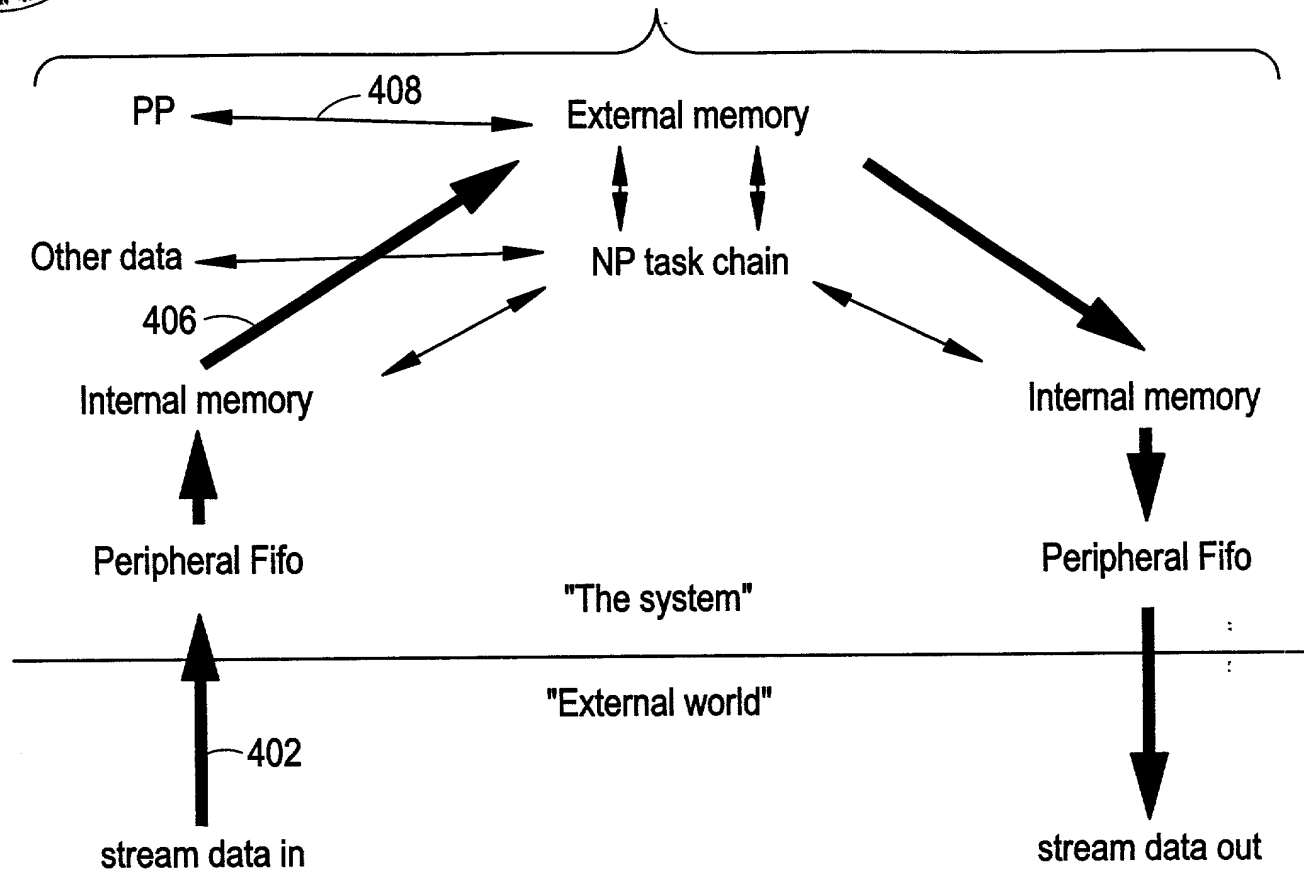 PP
408
External memory
Other data
NP task chain
406
Internal memory
Internal memory
Peripheral Fifo
Peripheral Fifo
"The system"
"External world"
402
stream data in
stream data out